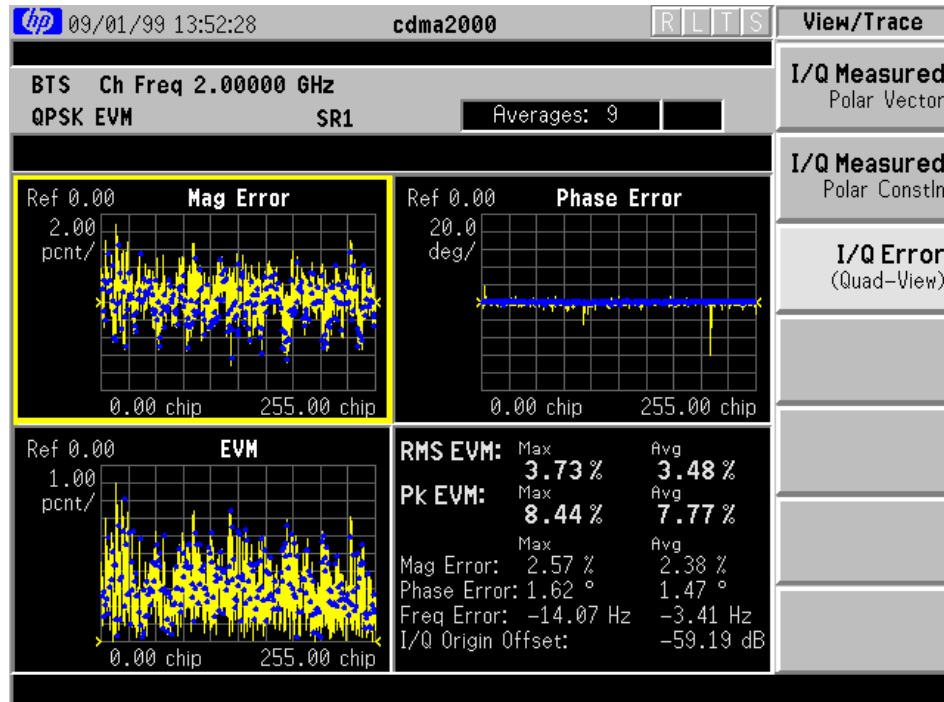 hp 09/01/99 13:52:28 cdma2000 R L T S
View/Trace
BTS Ch Freq 2.00000 GHz
QPSK EVM SR1 Averages: 9
I/Q Measured
Polar Vector
I/Q Measured
Polar Constln
I/Q Error
(Quad-View)
Ref 0.00 Mag Error
2.00
pcnt/
0.00 chip 255.00 chip
Ref 0.00 Phase Error
20.0
deg/
0.00 chip 255.00 chip
Ref 0.00 EVM
1.00
pcnt/
0.00 chip 255.00 chip
Max Avg
RMS EVM: 3.73 % 3.48 %
Max Avg
Pk EVM: 8.44 % 7.77 %
Max Avg
Mag Error: 2.57 % 2.38 %
Phase Error: 1.62 ° 1.47 °
Freq Error: -14.07 Hz -3.41 Hz
I/Q Origin Offset: -59.19 dB